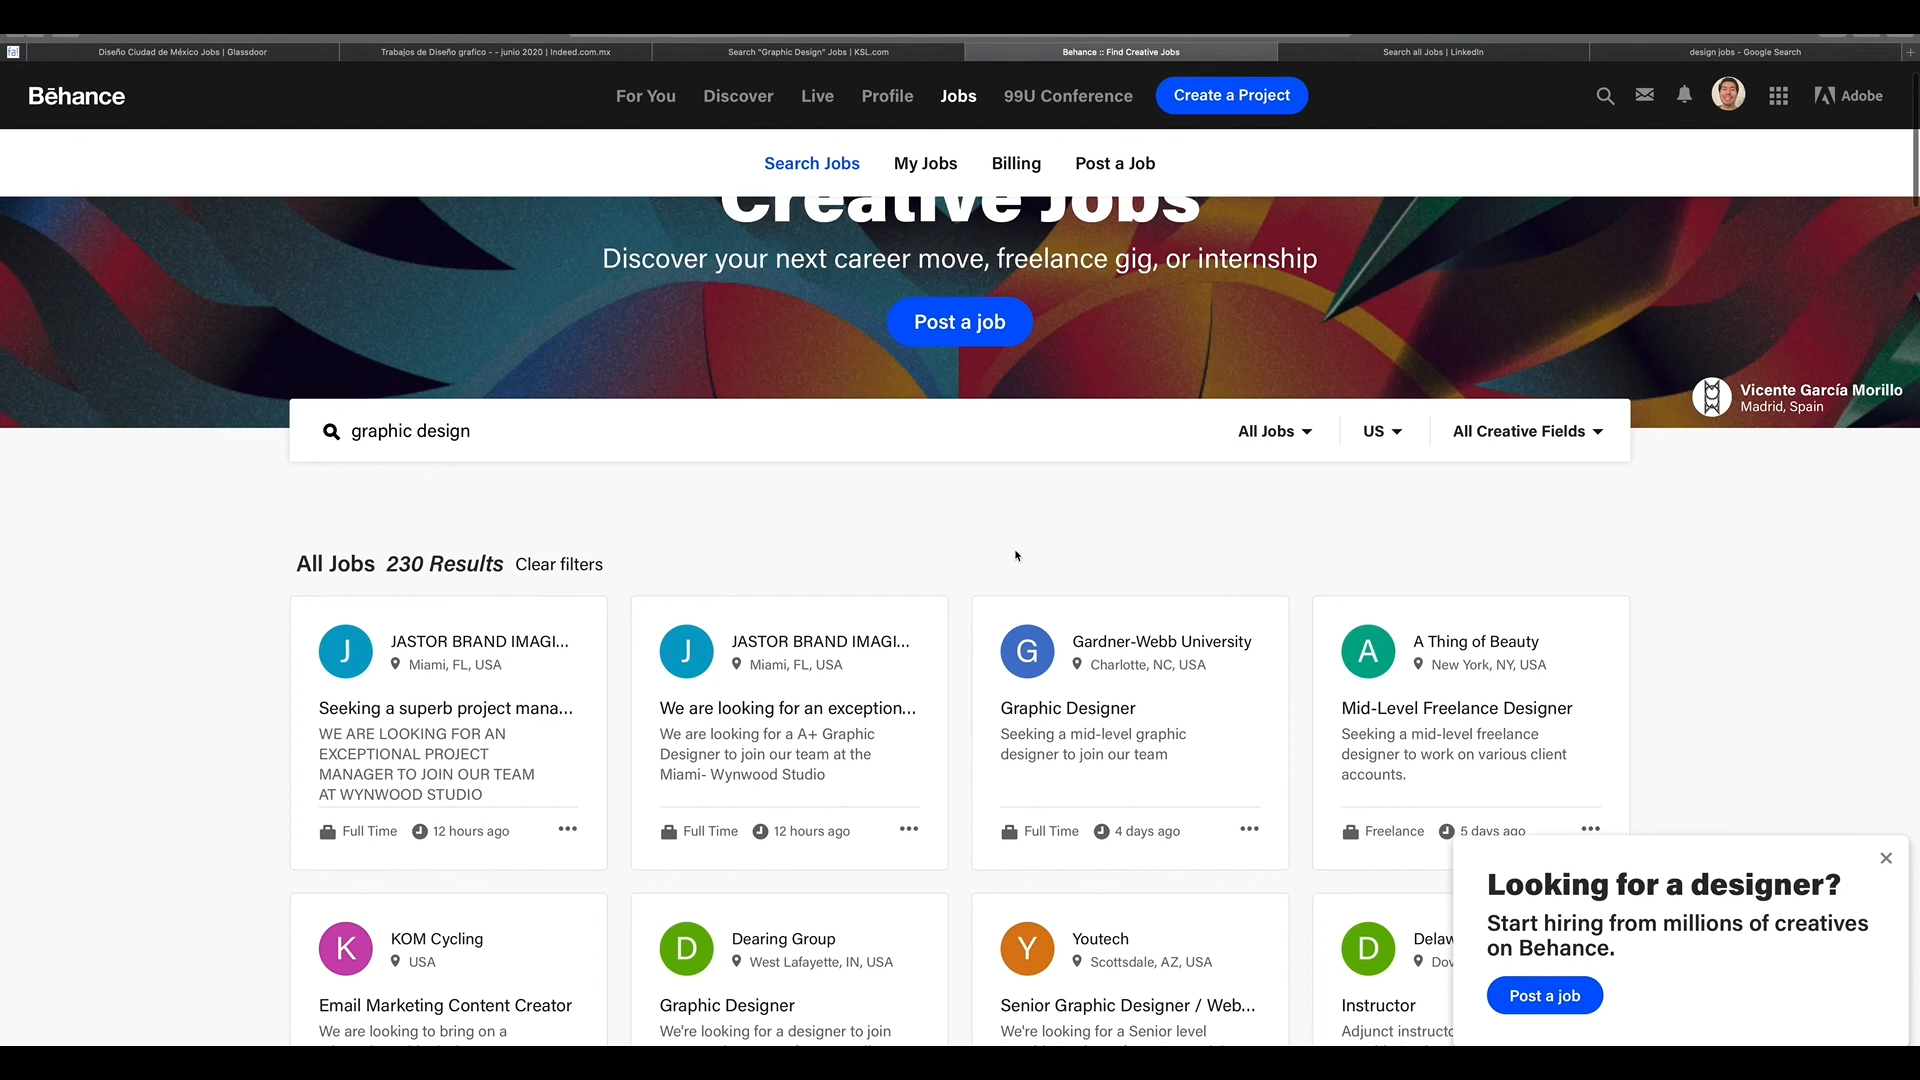 Diseño Ciudad de México Jobs | Glassdoor
Trabajos de Diseño grafico - - junio 2020 | Indeed.com.mx
Search "Graphic Design" Jobs | KSL.com
Behance :: Find Creative Jobs
Search all Jobs | LinkedIn
design jobs - Google Search
Bēhance
For You
Discover
Live
Profile
Jobs
99U Conference
Create a Project
Adobe
Search Jobs
My Jobs
Billing
Post a Job
Creative Jobs
Discover your next career move, freelance gig, or internship
Post a job
Vicente García Morillo
Madrid, Spain
graphic design
All Jobs
US
All Creative Fields
All Jobs 230 Results Clear filters
J
JASTOR BRAND IMAGI...
Miami, FL, USA
Seeking a superb project mana...
WE ARE LOOKING FOR AN
EXCEPTIONAL PROJECT
MANAGER TO JOIN OUR TEAM
AT WYNWOOD STUDIO
Full Time 12 hours ago
J
JASTOR BRAND IMAGI...
Miami, FL, USA
We are looking for an exception...
We are looking for a A+ Graphic
Designer to join our team at the
Miami- Wynwood Studio
Full Time 12 hours ago
G
Gardner-Webb University
Charlotte, NC, USA
Graphic Designer
Seeking a mid-level graphic
designer to join our team
Full Time 4 days ago
A
A Thing of Beauty
New York, NY, USA
Mid-Level Freelance Designer
Seeking a mid-level freelance
designer to work on various client
accounts.
Freelance 5 days ago
K
KOM Cycling
USA
Email Marketing Content Creator
We are looking to bring on a
D
Dearing Group
West Lafayette, IN, USA
Graphic Designer
We're looking for a designer to join
Y
Youtech
Scottsdale, AZ, USA
Senior Graphic Designer / Web...
We're looking for a Senior level
D
Delaw
Dov
Instructor
Adjunct instructo
Looking for a designer?
Start hiring from millions of creatives
on Behance.
Post a job